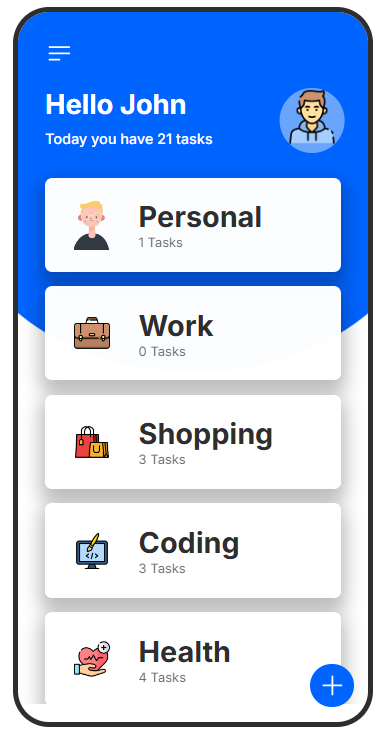 Hello John
Today you have 21 tasks
Personal
1 Tasks
Work
0 Tasks
Shopping
3 Tasks
Coding
3 Tasks
Health
4 Tasks